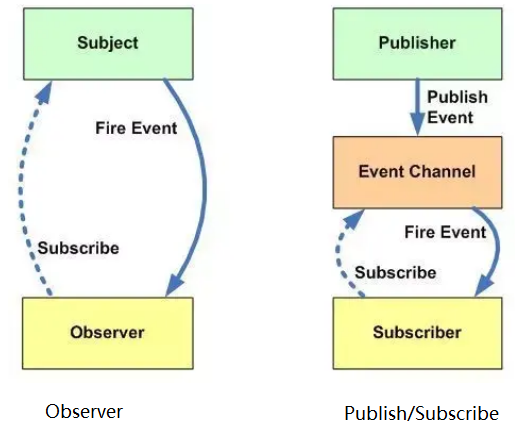 Subject
Fire Event
Subscribe
Observer
Observer
Publisher
Publish
Event
Event Channel
Fire Event
Subscribe
Subscriber
Publish/Subscribe